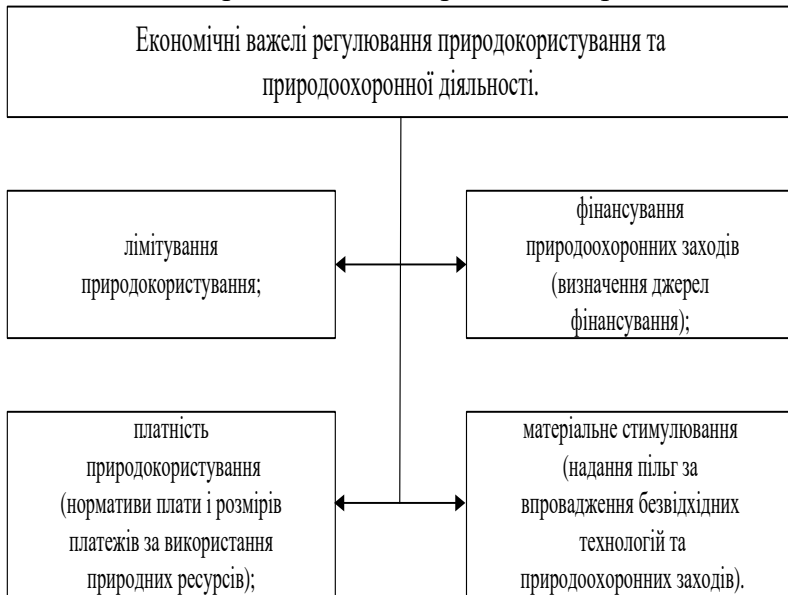 Економічні важелі регулювання природокористування та
природоохоронної діяльності.
лімітування
природокористування;
фінансування
природоохоронних заходів
(визначення джерел
фінансування);
платність
природокористування
(нормативи плати і розмірів
платежів за використання
природних ресурсів);
матеріальне стимулювання
(надання пільг за
впровадження безвідхідних
технологій та
природоохоронних заходів).